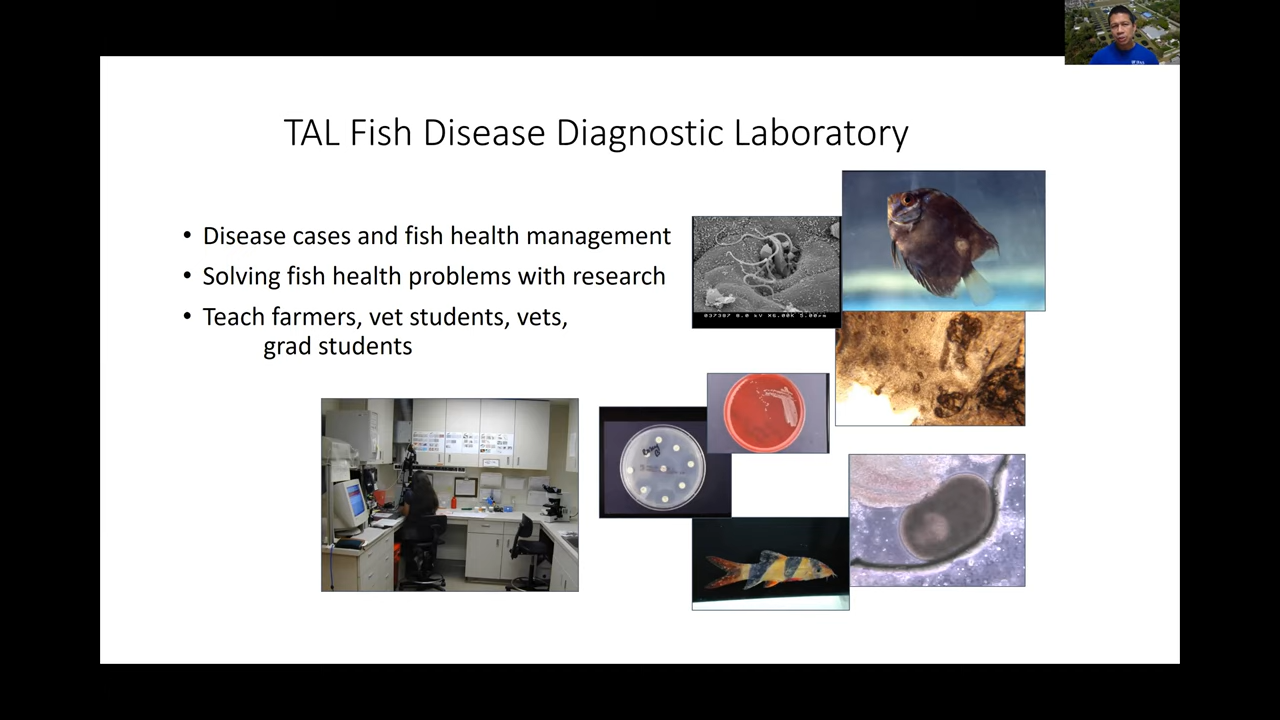 TAL Fish Disease Diagnostic Laboratory
• Disease cases and fish health management
• Solving fish health problems with research
• Teach farmers, vet students, vets,
grad students